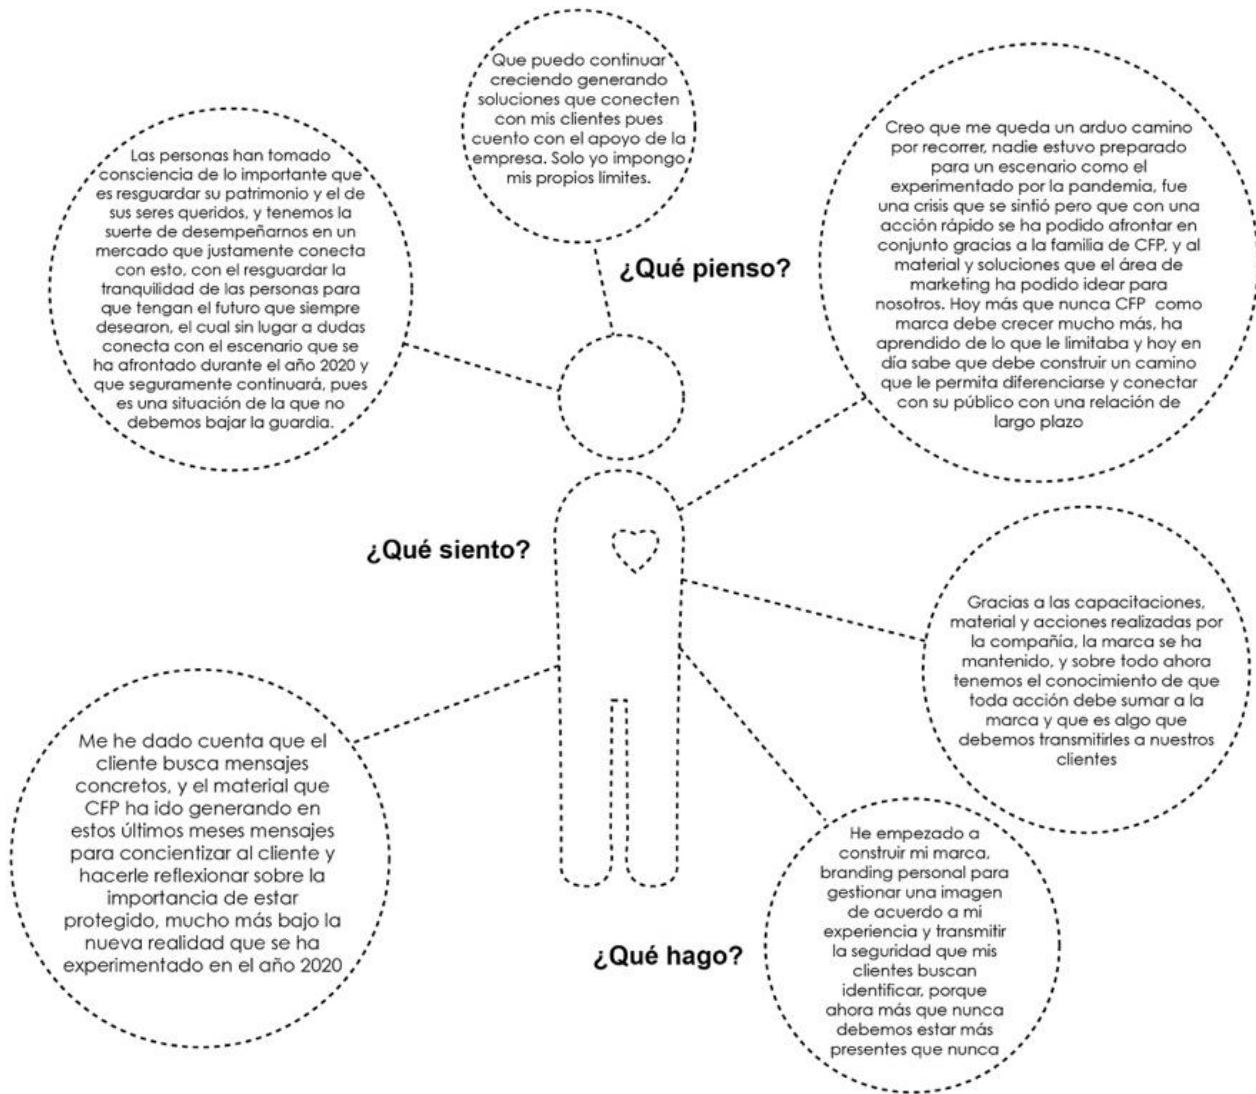 Que puedo continuar
creciendo generando
soluciones que conecten
con mis clientes pues
cuento con el apoyo de la
empresa. Solo yo impongo
mis propios límites.
Las personas han tomado
consciencia de lo importante que
es resguardar su patrimonio y el de
sus seres queridos, y tenemos la
suerte de desempeñarnos en un
mercado que justamente conecta
con esto, con el resguardar la
tranquilidad de las personas para
que tengan el futuro que siempre
desearon, el cual sin lugar a dudas
conecta con el escenario que se
ha afrontado durante el año 2020 y
que seguramente continuará, pues
es una situación de la que no
debemos bajar la guardia.
¿Qué pienso?
Creo que me queda un arduo camino
por recorrer, nadie estuvo preparado
para un escenario como el
experimentado por la pandemia, fue
una crisis que se sintió pero que con una
acción rápido se ha podido afrontar en
conjunto gracias a la familia de CFP, y al
material y soluciones que el área de
marketing ha podido idear para
nosotros. Hoy más que nunca CFP como
marca debe crecer mucho más, ha
aprendido de lo que le limitaba y hoy en
día sabe que debe construir un camino
que le permita diferenciarse y conectar
con su público con una relación de
largo plazo
¿Qué siento?
Gracias a las capacitaciones,
material y acciones realizadas por
la compañía, la marca se ha
mantenido, y sobre todo ahora
tenemos el conocimiento de que
toda acción debe sumar a la
marca y que es algo que
debemos transmitirles a nuestros
clientes
Me he dado cuenta que el
cliente busca mensajes
concretos, y el material que
CFP ha ido generando en
estos últimos meses mensajes
para concientizar al cliente y
hacerle reflexionar sobre la
importancia de estar
protegido, mucho más bajo la
nueva realidad que se ha
experimentado en el año 2020
¿Qué hago?
He empezado a
construir mi marca,
branding personal para
gestionar una imagen
de acuerdo a mi
experiencia y transmitir
la seguridad que mis
clientes buscan
identificar, porque
ahora más que nunca
debemos estar más
presentes que nunca